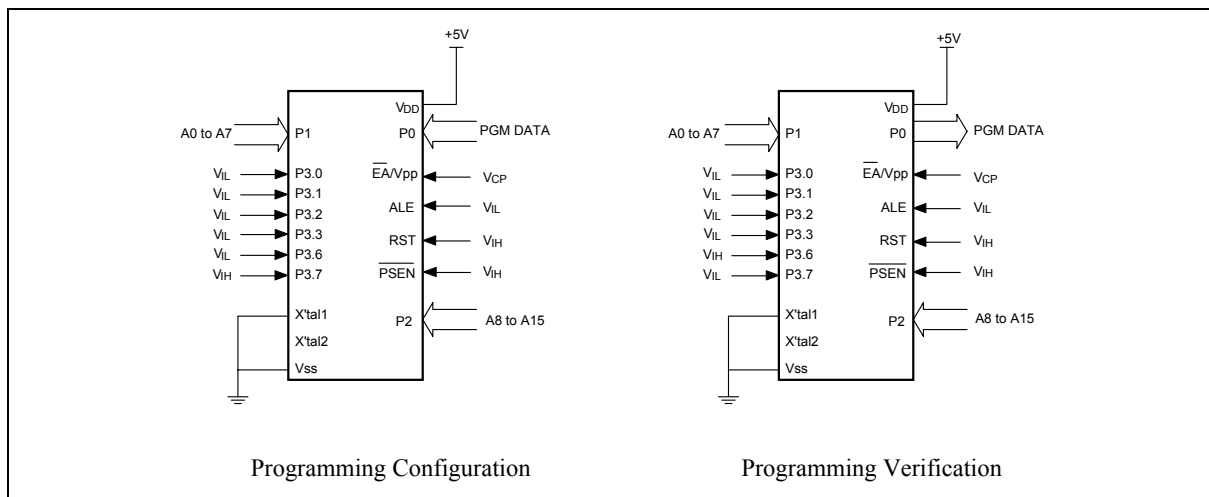 +5V
VDD
A0 to A7
P1
P0
PGM DATA
VIL
P3.0
EA/Vpp
VCP
VIL
P3.1
VIL
P3.2
ALE
VIL
VIL
P3.3
RST
VIH
VIL
P3.6
VIH
P3.7
PSEN
VIH
X'tal1
P2
A8 to A15
X'tal2
Vss
Programming Configuration
+5V
VDD
A0 to A7
P1
P0
PGM DATA
VIL
P3.0
EA/Vpp
VCP
VIL
P3.1
VIL
P3.2
ALE
VIL
VIL
P3.3
RST
VIH
VIH
P3.6
VIL
P3.7
PSEN
VIH
X'tal1
P2
A8 to A15
X'tal2
Vss
Programming Verification